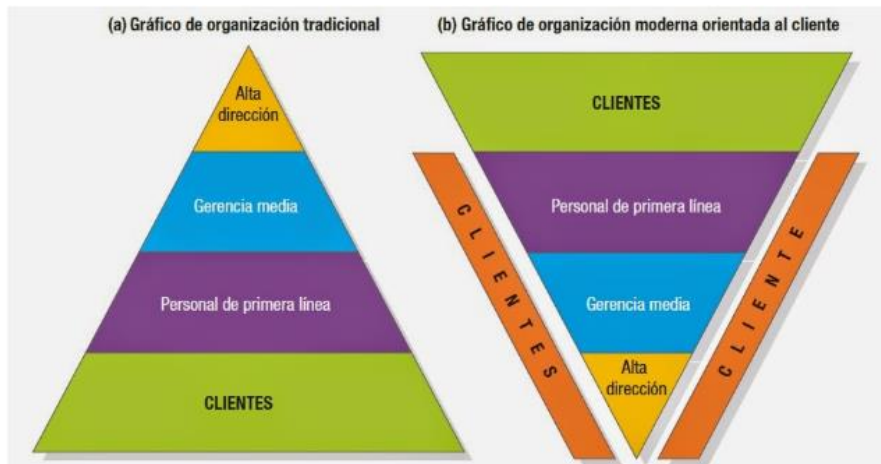 (a) Gráfico de organización tradicional
Alta
dirección
Gerencia media
Personal de primera línea
CLIENTES
(b) Gráfico de organización moderna orientada al cliente
CLIENTES
Personal de primera línea
Gerencia media
Alta
dirección
CLIENTES
CLIENTE